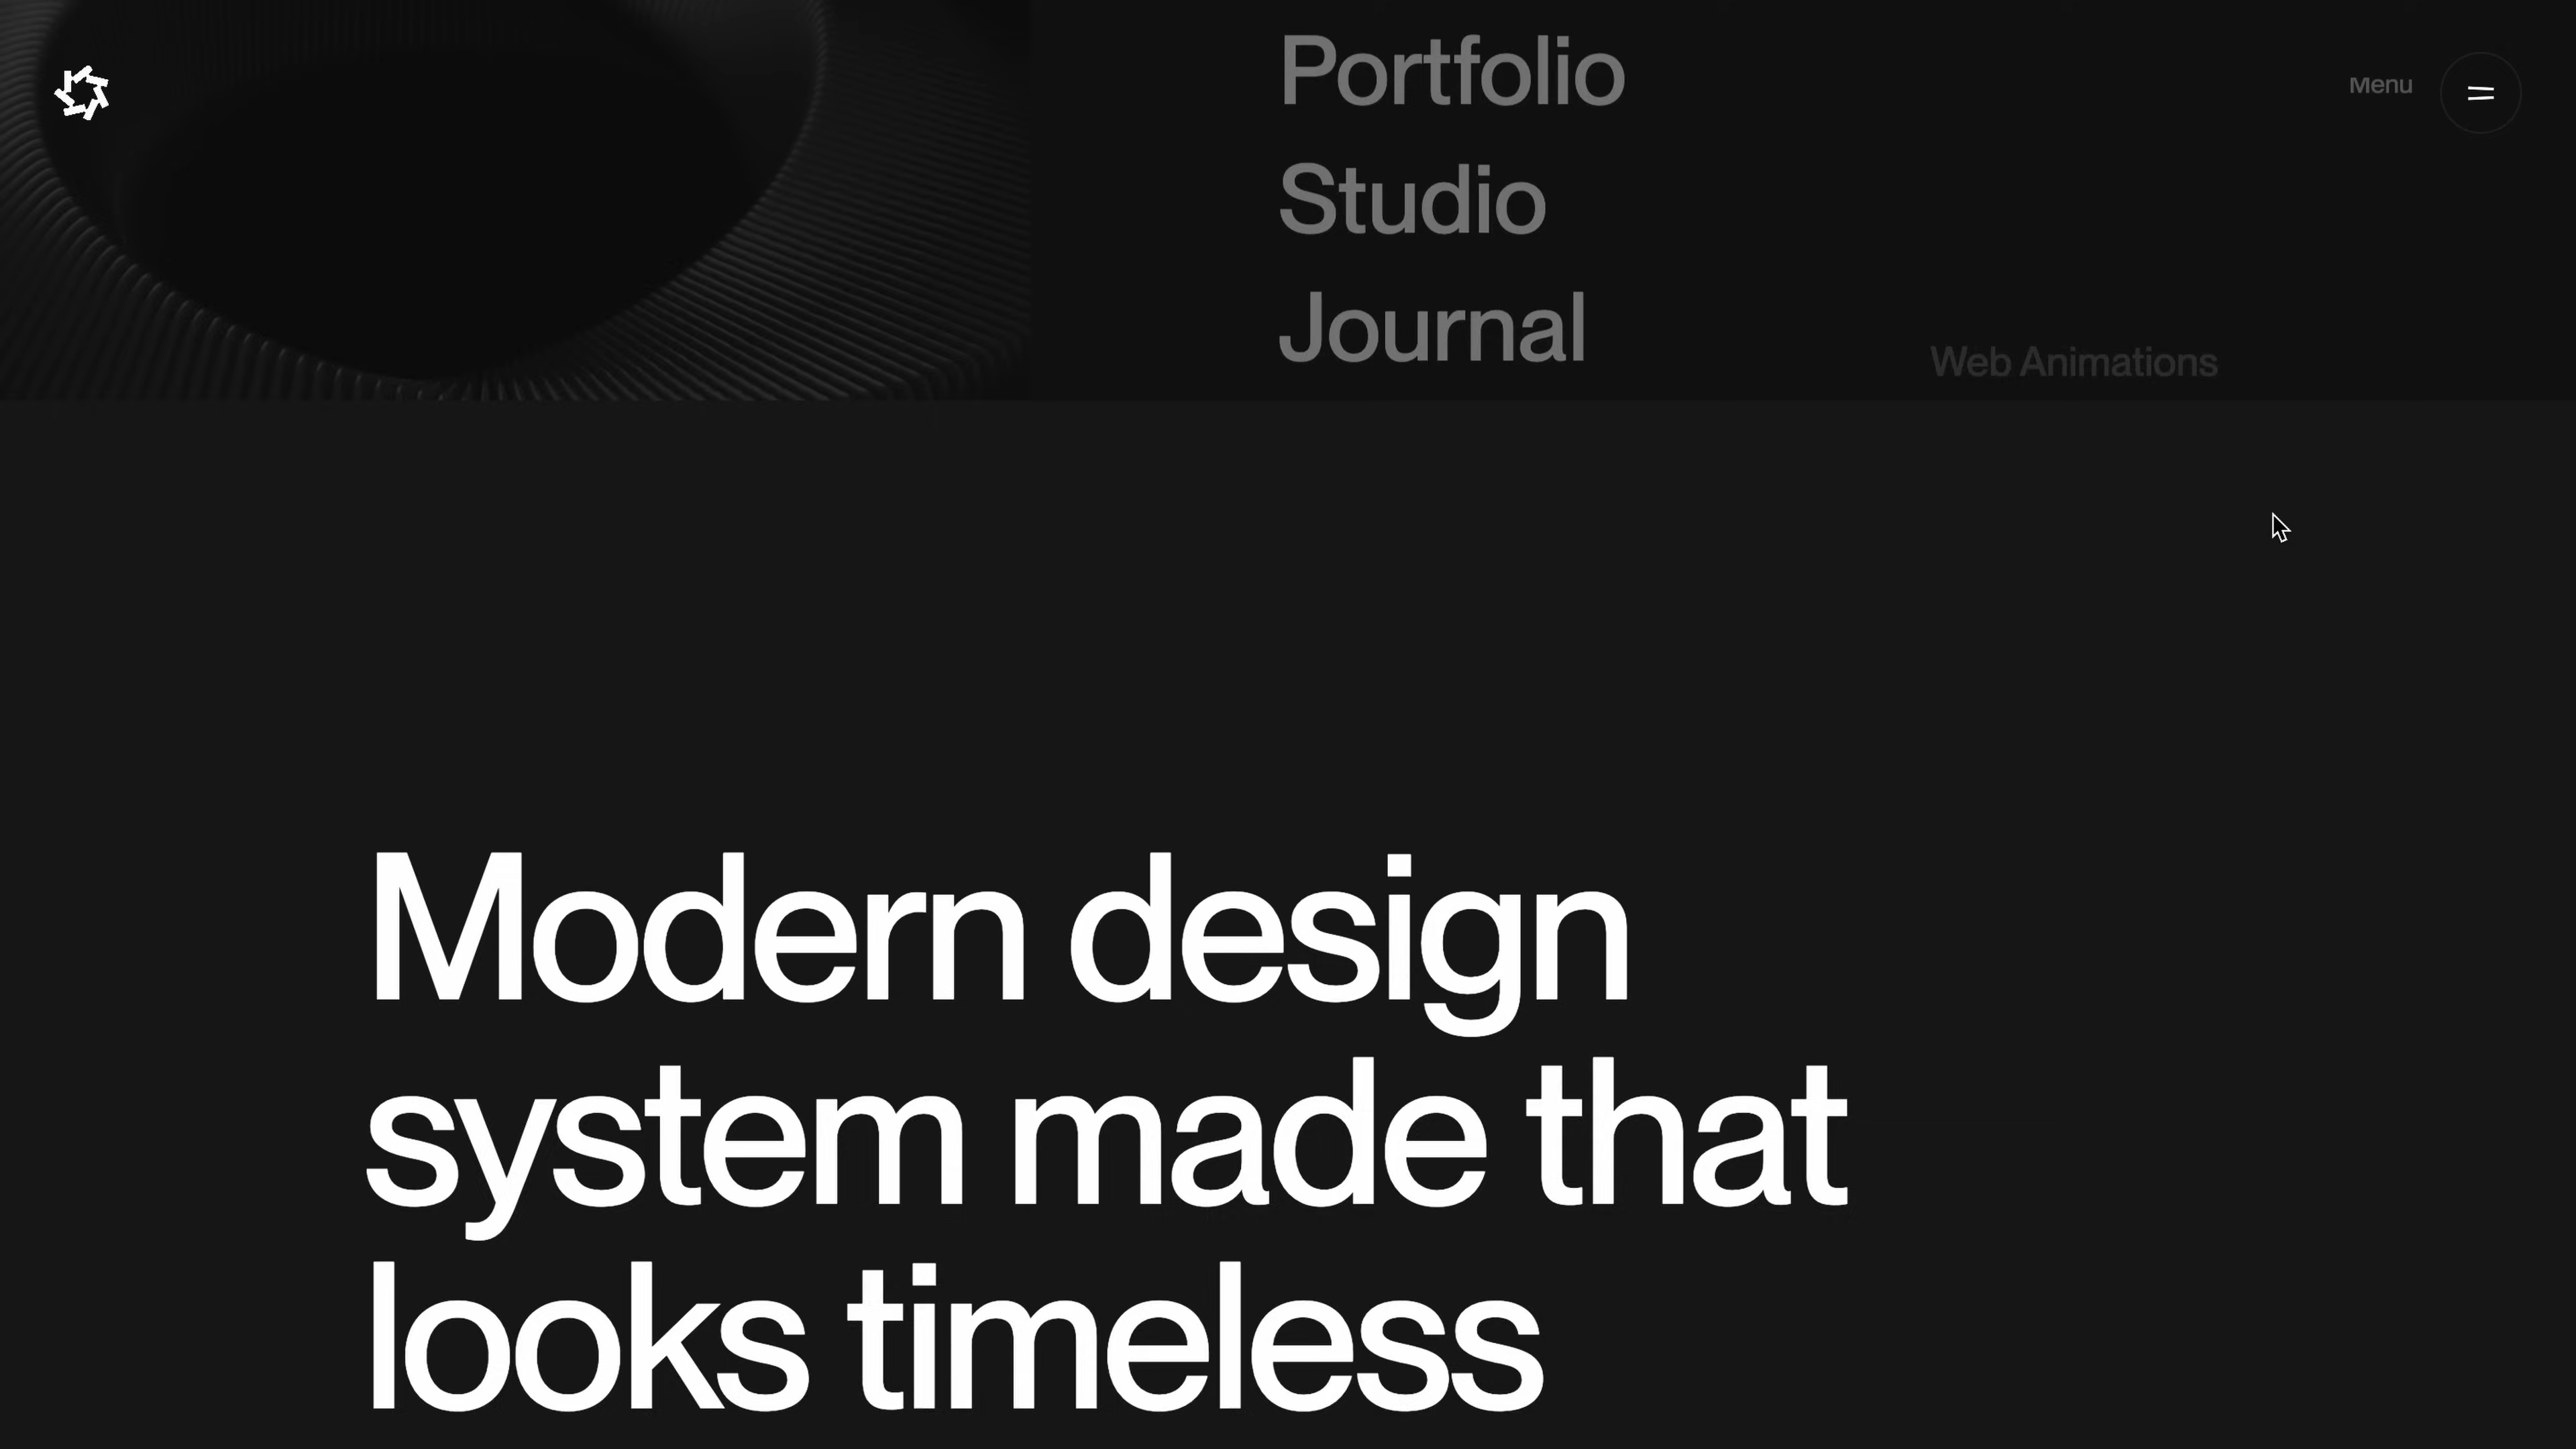 Portfolio
Menu
Studio
Journal
Web Animations
Modern design
system made that
looks timeless